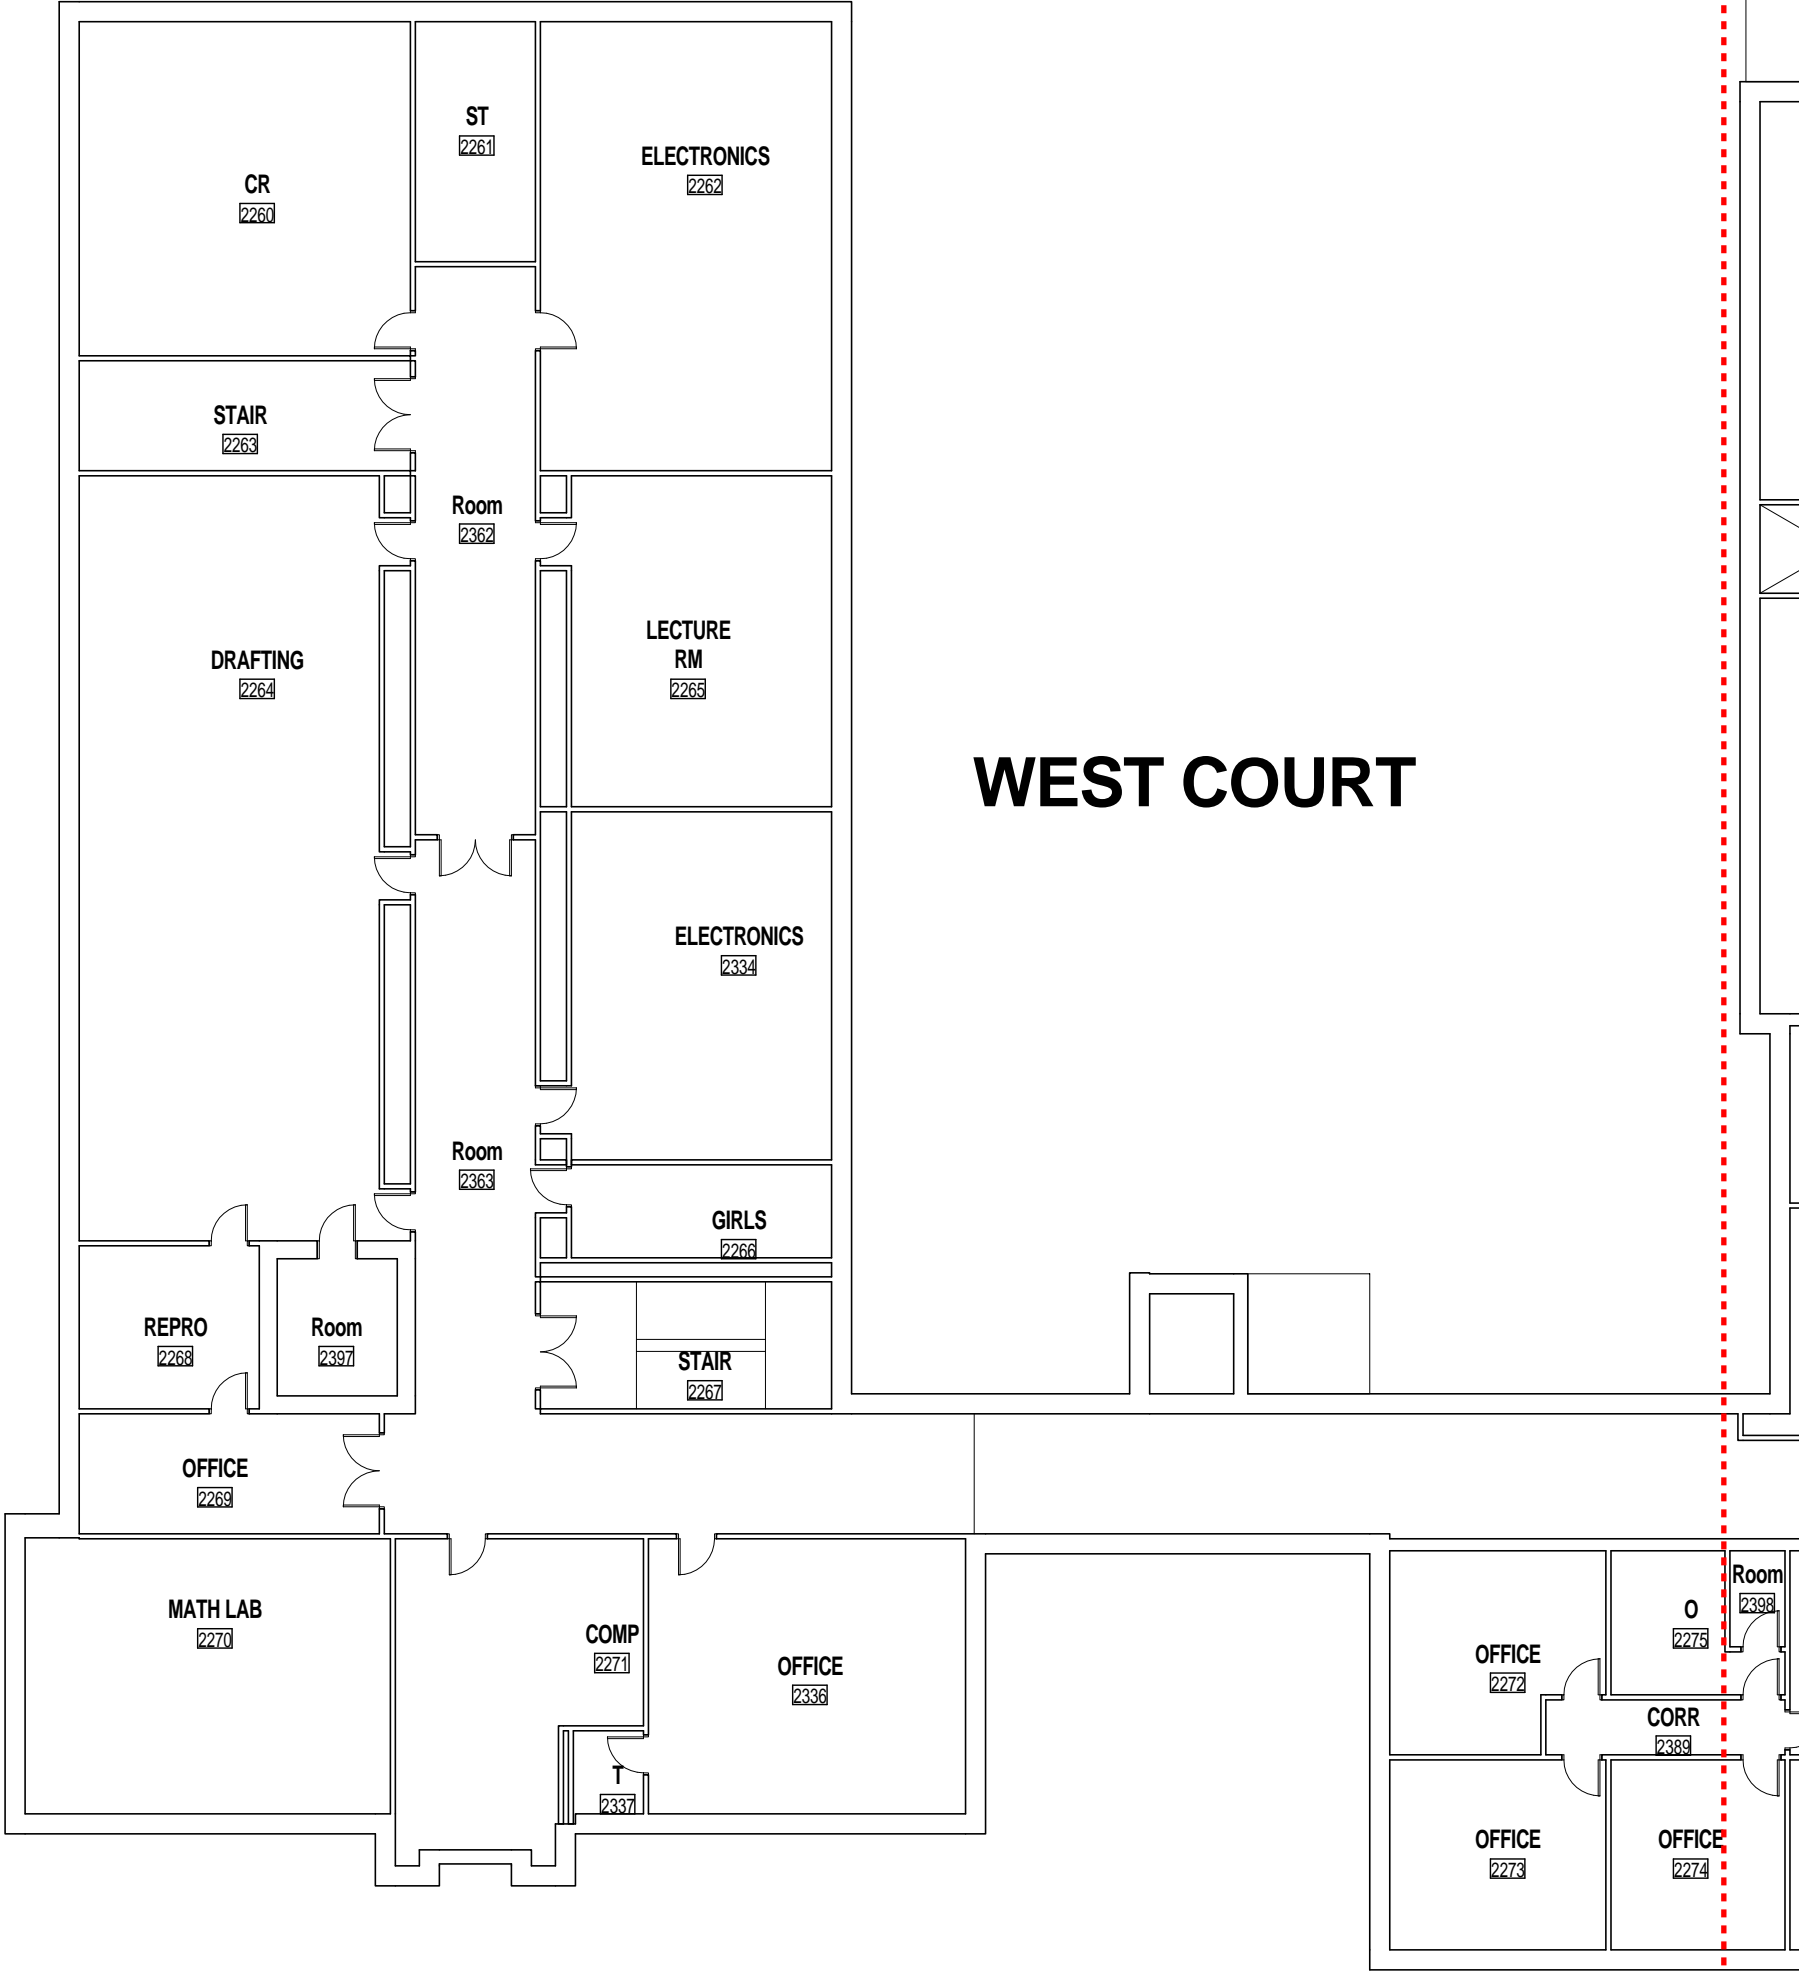 ST
2261
ELECTRONICS
2262
CR
2260
STAIR
2263
Room
2362
LECTURE
RM
2265
DRAFTING
2264
WEST COURT
ELECTRONICS
2334
Room
2363
GIRLS
2266
REPRO
2268
Room
2397
STAIR
2267
OFFICE
2269
MATH LAB
2270
COMP
2271
OFFICE
2336
T
2337
Room
2398
O
2275
OFFICE
2272
CORR
2389
OFFICE
2273
OFFICE
2274